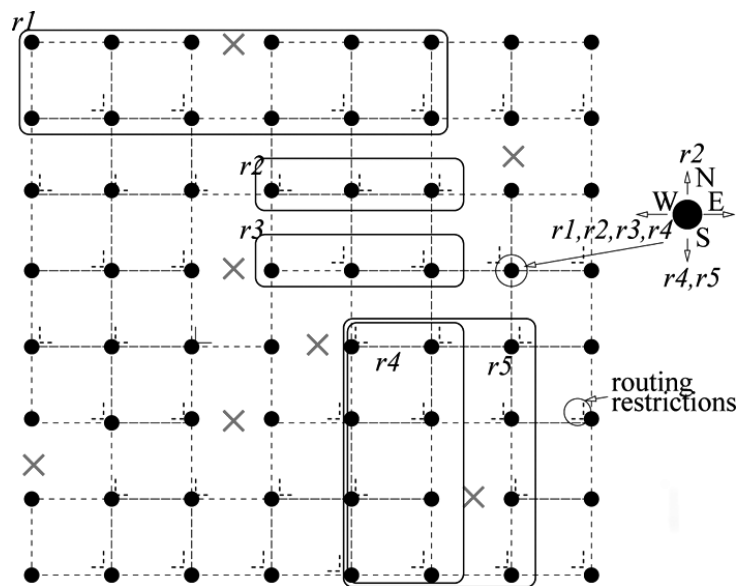 r1
r2
r3
r4
r5
r2
N
W
E
S
r1,r2,r3,r4
r4,r5
routing
restrictions